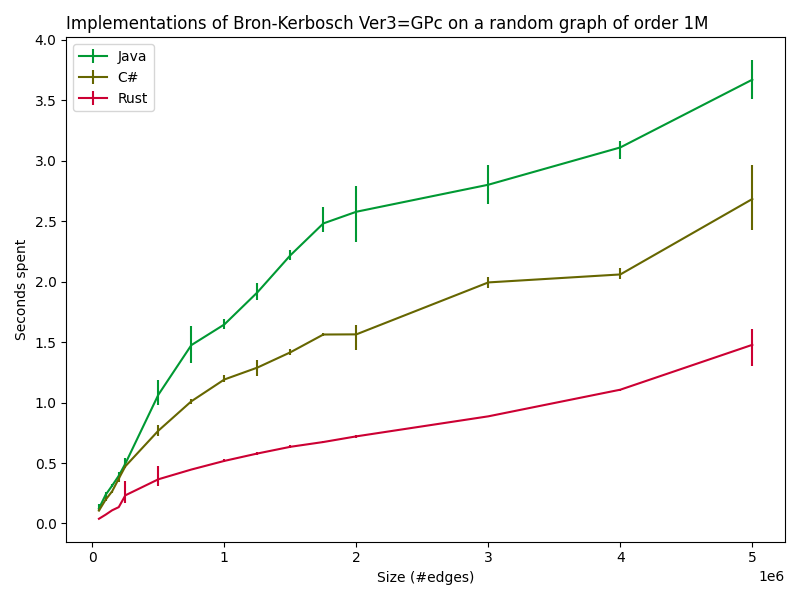 Implementations of Bron-Kerbosch Ver3=GPc on a random graph of order 1M
Java
C#
Rust
Seconds spent
4.0
3.5
3.0
2.5
2.0
1.5
1.0
0.5
0.0
0 1 2 3 4 5
1e6
Size (#edges)